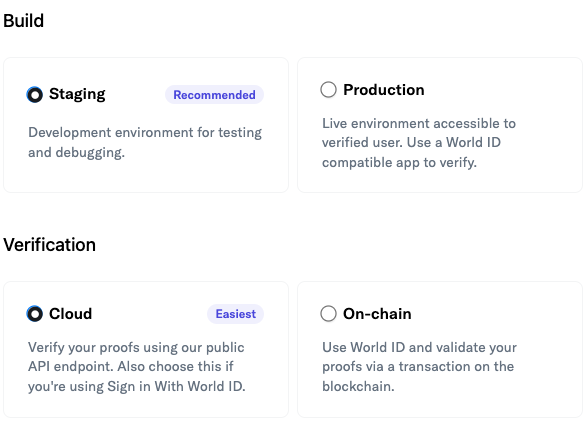 Build
Staging
Recommended
Development environment for testing
and debugging.
Production
Live environment accessible to
verified user. Use a World ID
compatible app to verify.
Verification
Cloud
Easiest
Verify your proofs using our public
API endpoint. Also choose this if
you're using Sign in With World ID.
On-chain
Use World ID and validate your
proofs via a transaction on the
blockchain.